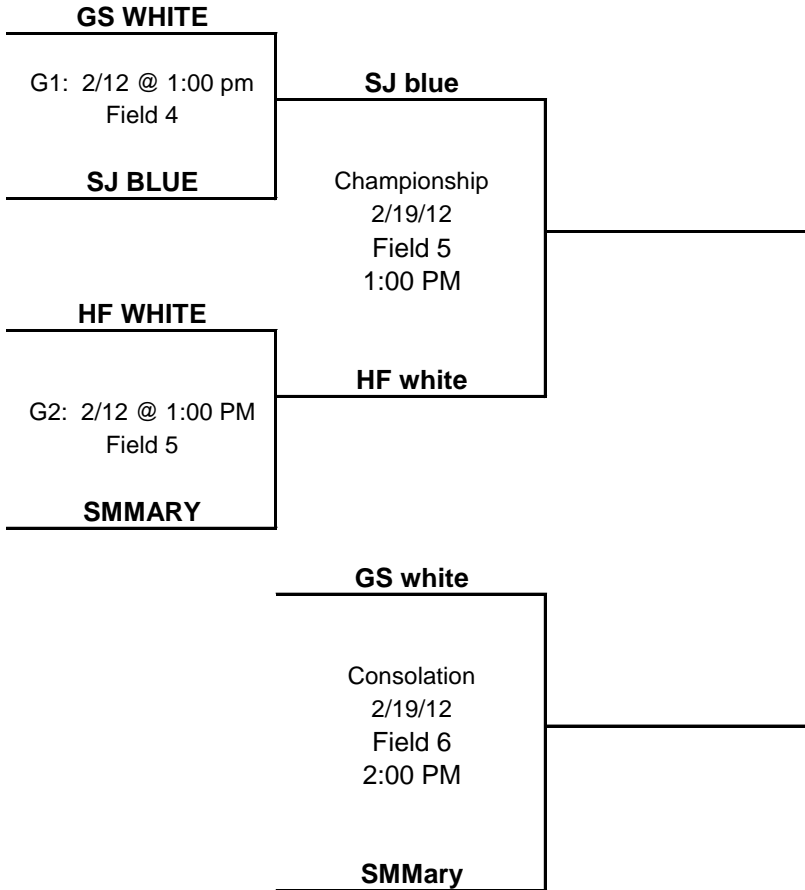 GS WHITE
G1: 2/12 @ 1:00 pm
Field 4
SJ BLUE
SJ blue
Championship
2/19/12
Field 5
1:00 PM
HF white
HF WHITE
G2: 2/12 @ 1:00 PM
Field 5
SMMARY
GS white
Consolation
2/19/12
Field 6
2:00 PM
SMMary